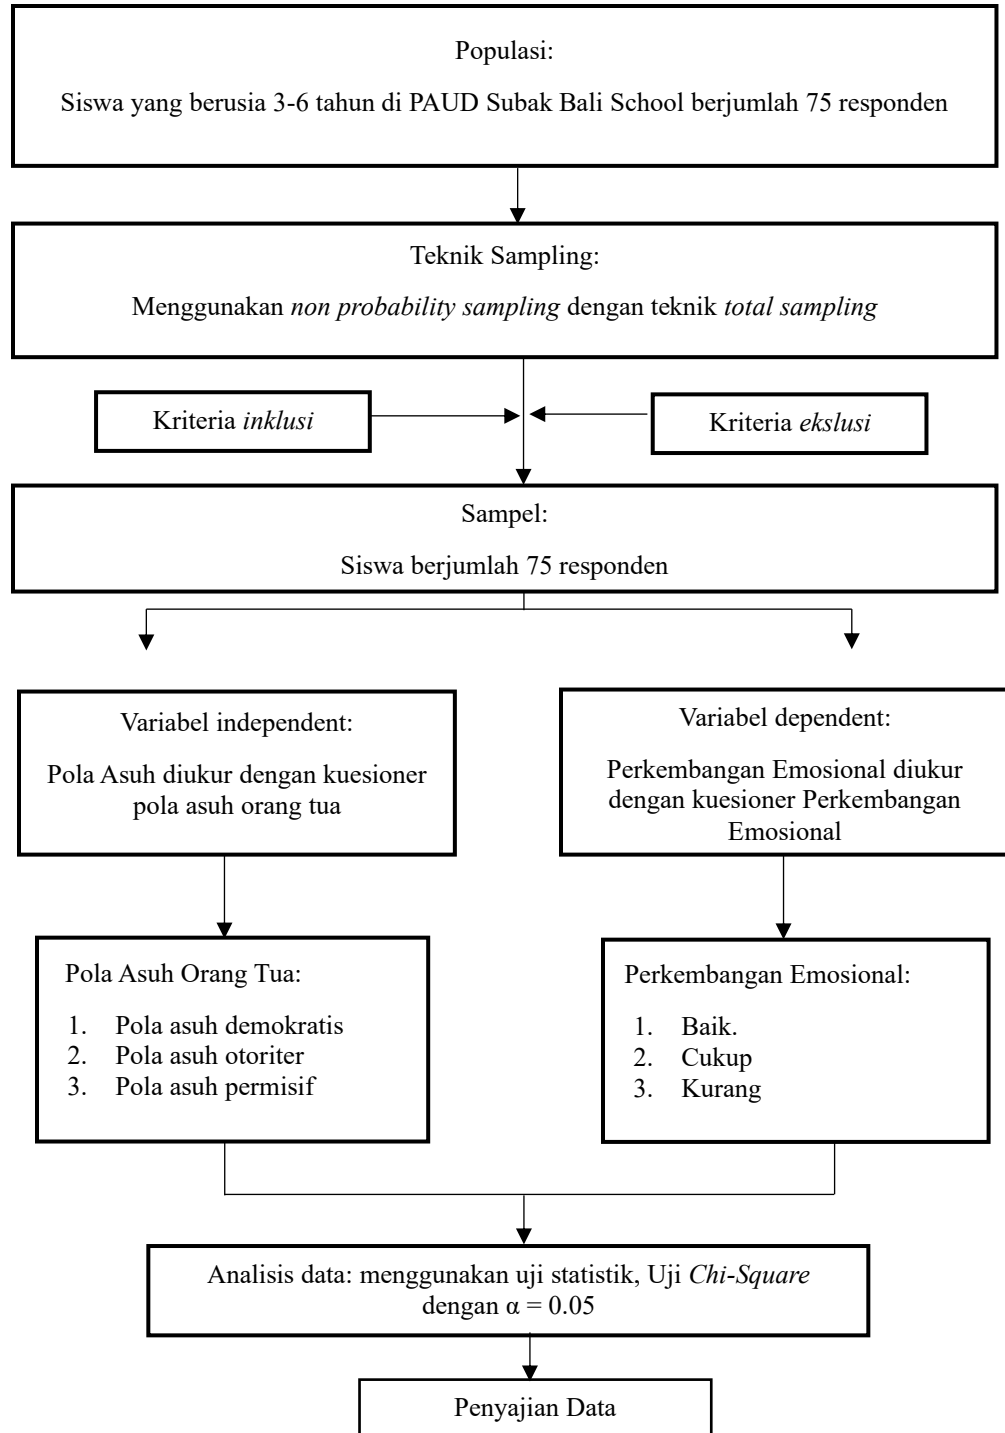 Populasi:
Siswa yang berusia 3-6 tahun di PAUD Subak Bali School berjumlah 75 responden
Teknik Sampling:
Menggunakan non probability sampling dengan teknik total sampling
Kriteria inklusi
Kriteria ekslusi
Sampel:
Siswa berjumlah 75 responden
Variabel independent:
Pola Asuh diukur dengan kuesioner
pola asuh orang tua
Variabel dependent:
Perkembangan Emosional diukur
dengan kuesioner Perkembangan
Emosional
Pola Asuh Orang Tua:
1. Pola asuh demokratis
2. Pola asuh otoriter
3. Pola asuh permisif
Perkembangan Emosional:
1. Baik.
2. Cukup
3. Kurang
Analisis data: menggunakan uji statistik, Uji Chi-Square
dengan α = 0.05
Penyajian Data